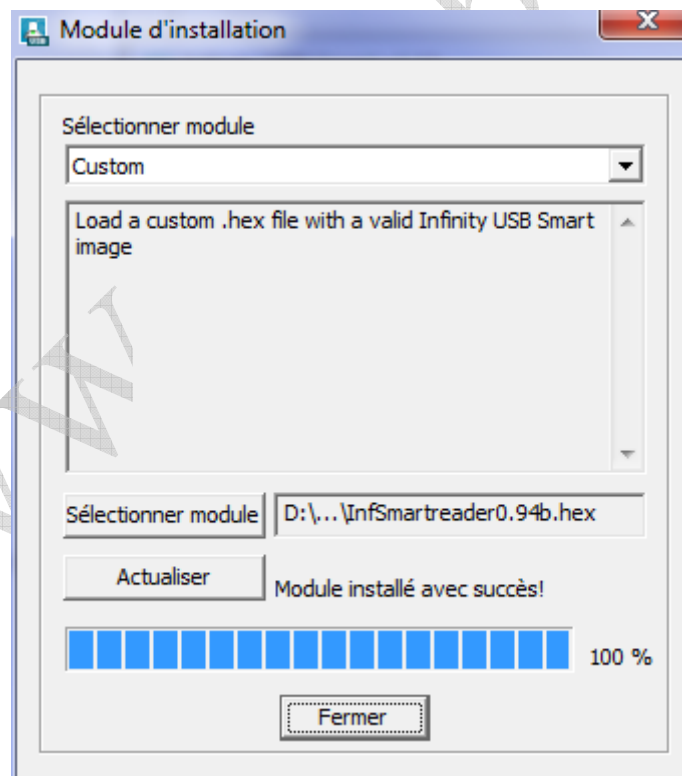 Module d'installation
Sélectionner module
Custom
Load a custom .hex file with a valid Infinity USB Smart
image
Sélectionner module
D:\...\InfSmartreader0.94b.hex
Actualiser
Module installé avec succès!
100 %
Fermer